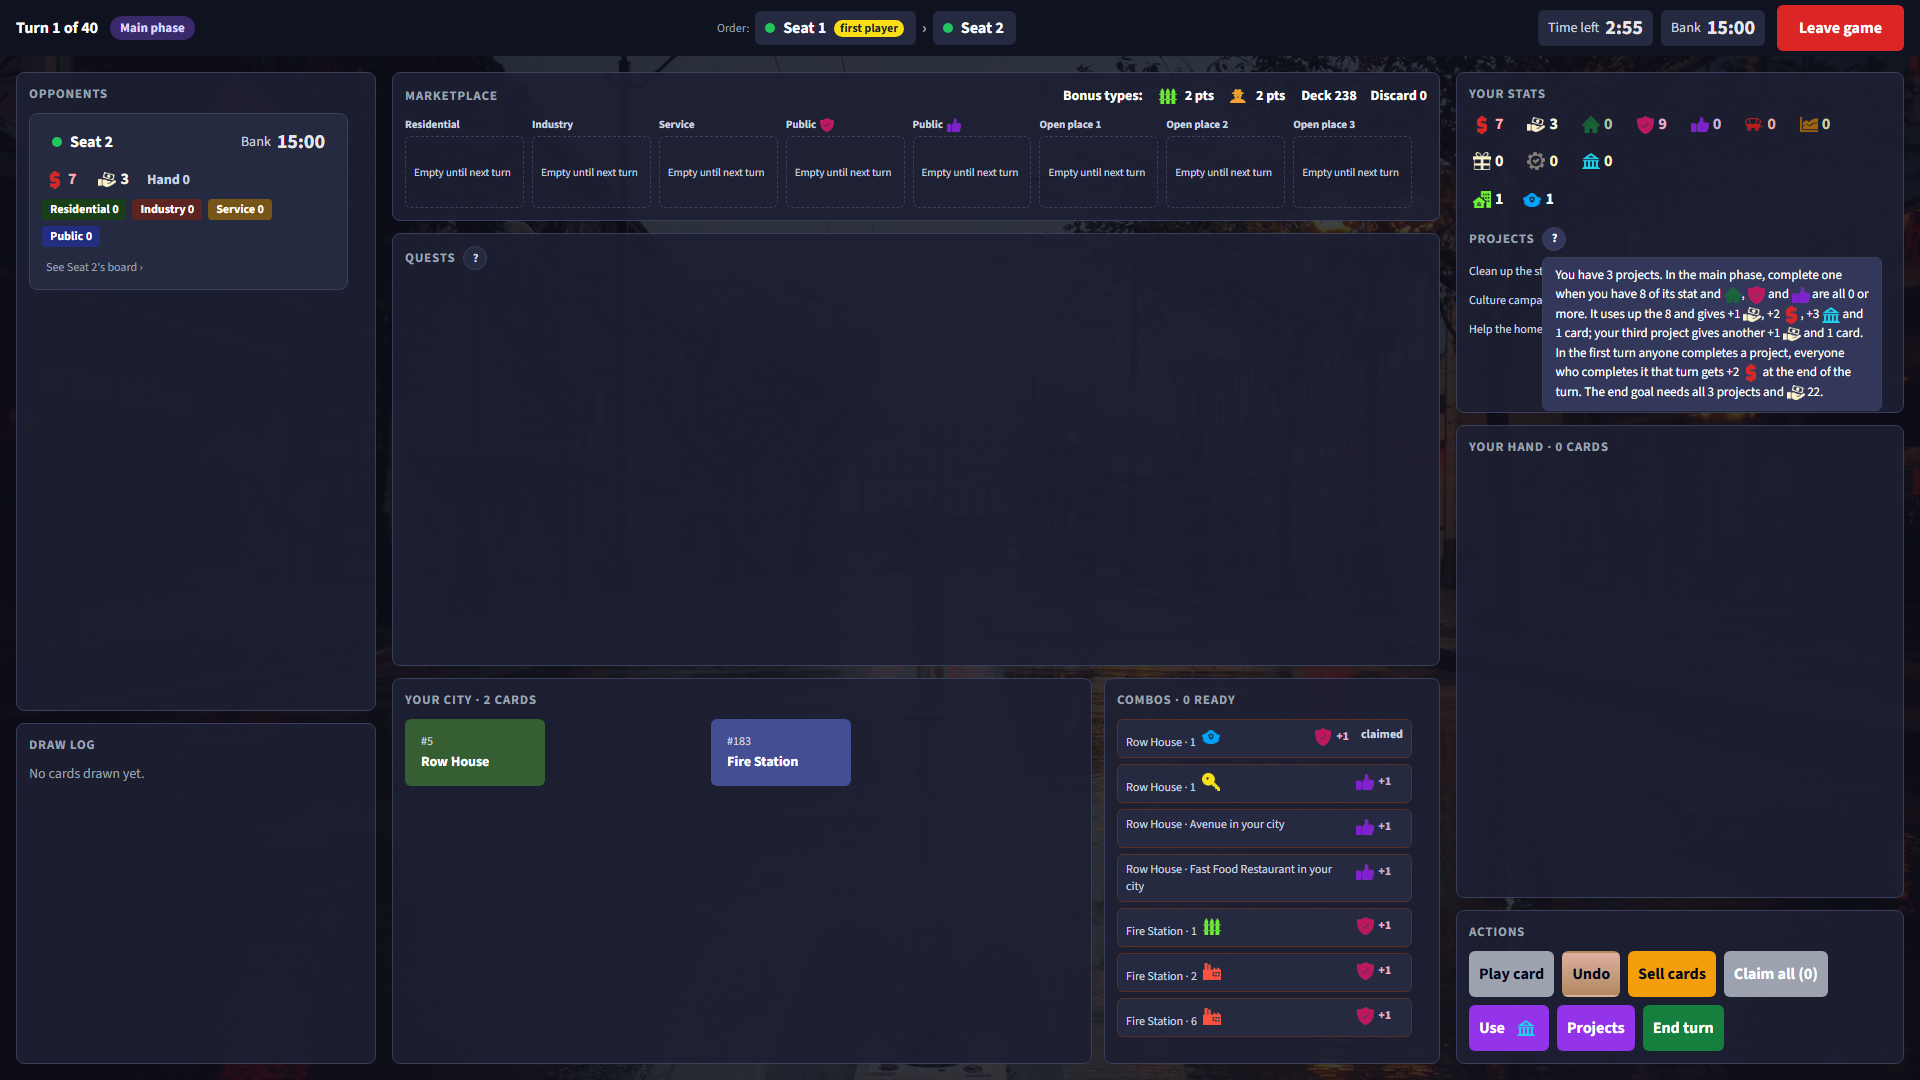 Turn 1 of 40
Main phase
Order:
Seat 1
first player
›
Seat 2
Time left 2:55
Bank 15:00
Leave game
OPPONENTS
Seat 2
Bank 15:00
7
3
Hand 0
Residential 0
Industry 0
Service 0
Public 0
See Seat 2's board ›
DRAW LOG
No cards drawn yet.
MARKETPLACE
Bonus types:
2 pts
2 pts
Deck 238
Discard 0
Residential
Industry
Service
Public
Public
Open place 1
Open place 2
Open place 3
Empty until next turn
Empty until next turn
Empty until next turn
Empty until next turn
Empty until next turn
Empty until next turn
Empty until next turn
Empty until next turn
QUESTS
?
YOUR CITY · 2 CARDS
#5
Row House
#183
Fire Station
COMBOS · 0 READY
Row House · 1
+1
claimed
Row House · 1
+1
Row House · Avenue in your city
+1
Row House · Fast Food Restaurant in your
city
+1
Fire Station · 1
+1
Fire Station · 2
+1
Fire Station · 6
+1
YOUR STATS
7 3 0 9 0 0 0
0 0 0
1 1
PROJECTS
?
Clean up the st
Culture campa
Help the home
You have 3 projects. In the main phase, complete one
when you have 8 of its stat and , and are all 0 or
more. It uses up the 8 and gives +1 , +2 , +3 and
1 card; your third project gives another +1 and 1 card.
In the first turn anyone completes a project, everyone
who completes it that turn gets +2 at the end of the
turn. The end goal needs all 3 projects and 22.
YOUR HAND · 0 CARDS
ACTIONS
Play card
Undo
Sell cards
Claim all (0)
Use
Projects
End turn